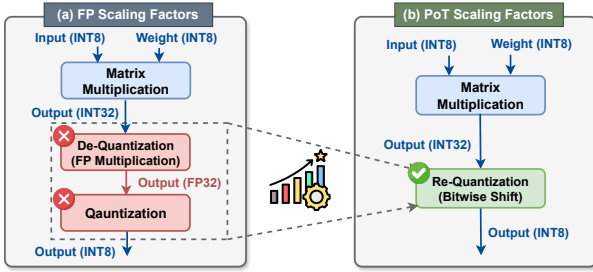 (a) FP Scaling Factors
Input (INT8)
Weight (INT8)
Matrix
Multiplication
Output (INT32)
De-Quantization
(FP Multiplication)
Output (FP32)
Qauntization
Output (INT8)
(b) PoT Scaling Factors
Input (INT8)
Weight (INT8)
Matrix
Multiplication
Output (INT32)
Re-Quantization
(Bitwise Shift)
Output (INT8)